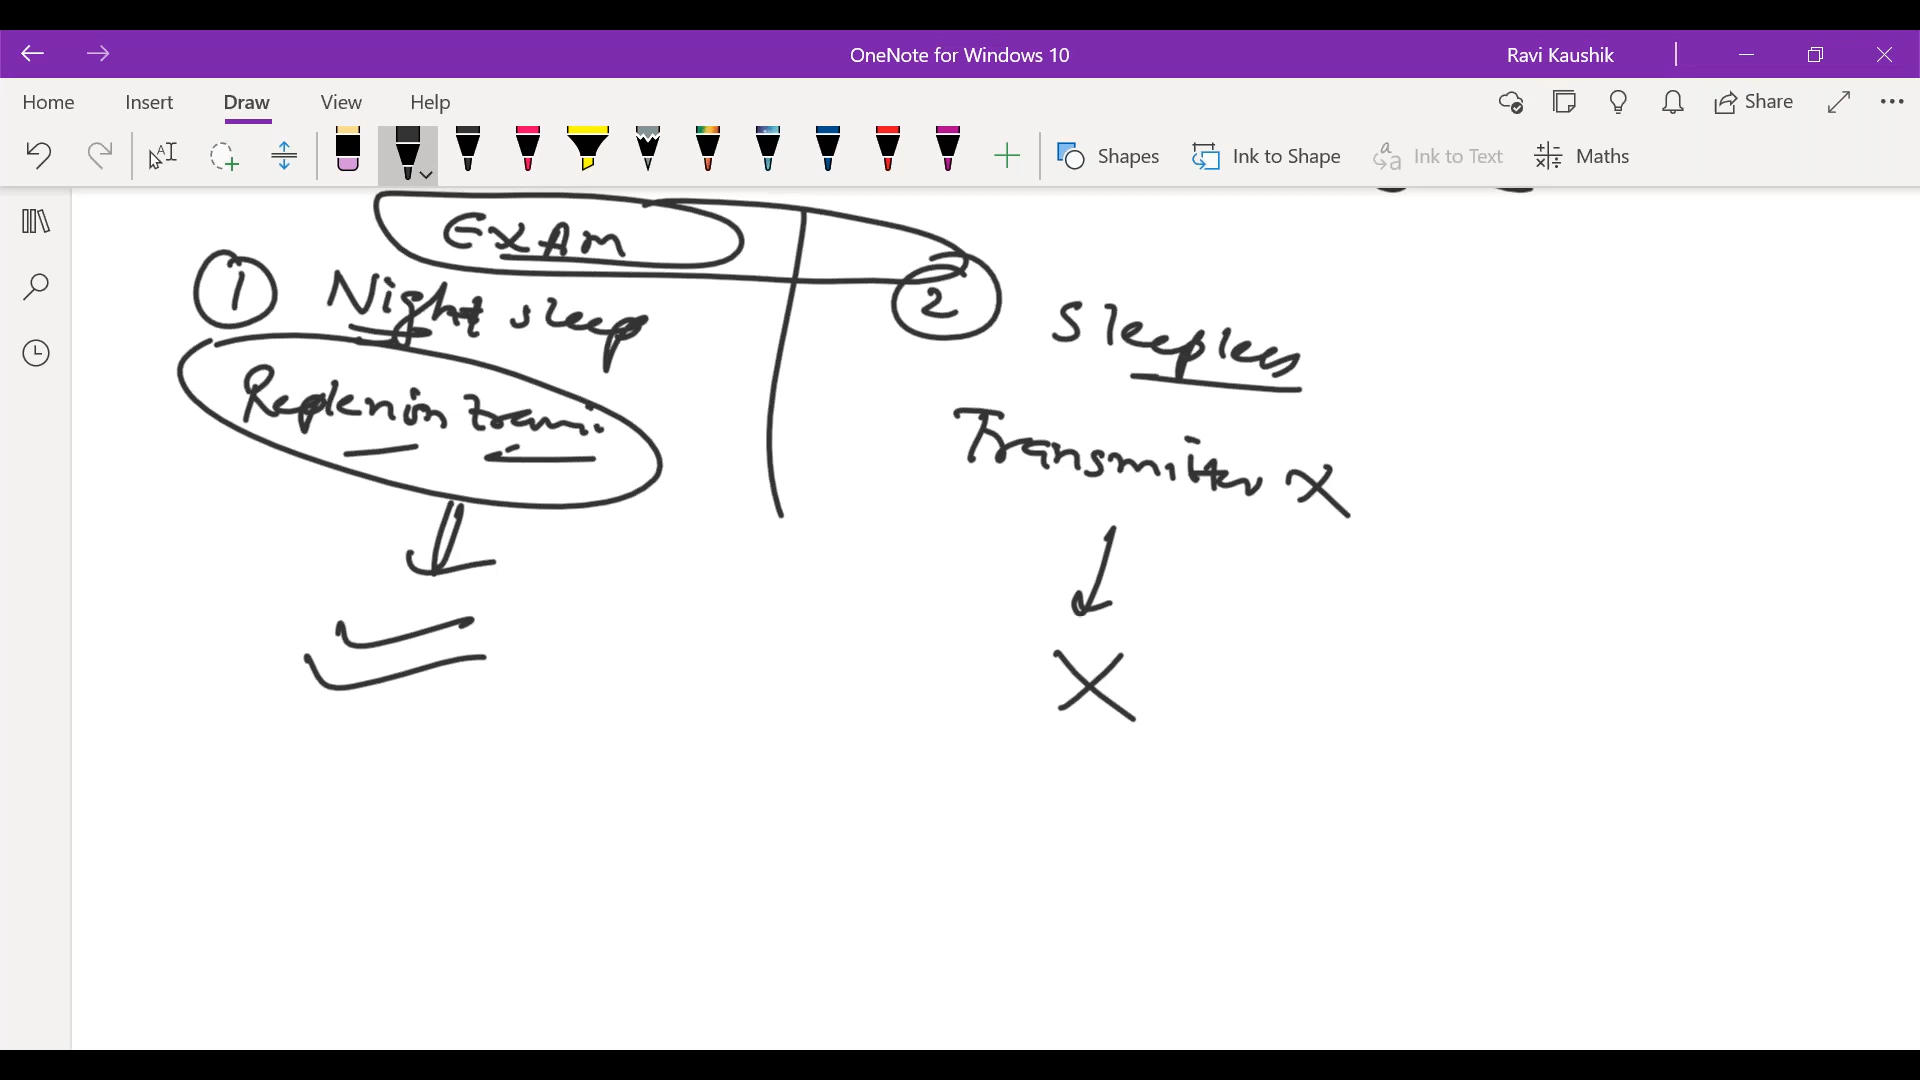 OneNote for Windows 10
Ravi Kaushik
Home Insert Draw View Help
Share
Shapes Ink to Shape Ink to Text Maths
EXAM
1 Night sleep
2 Sleepless
Transmitter X
X